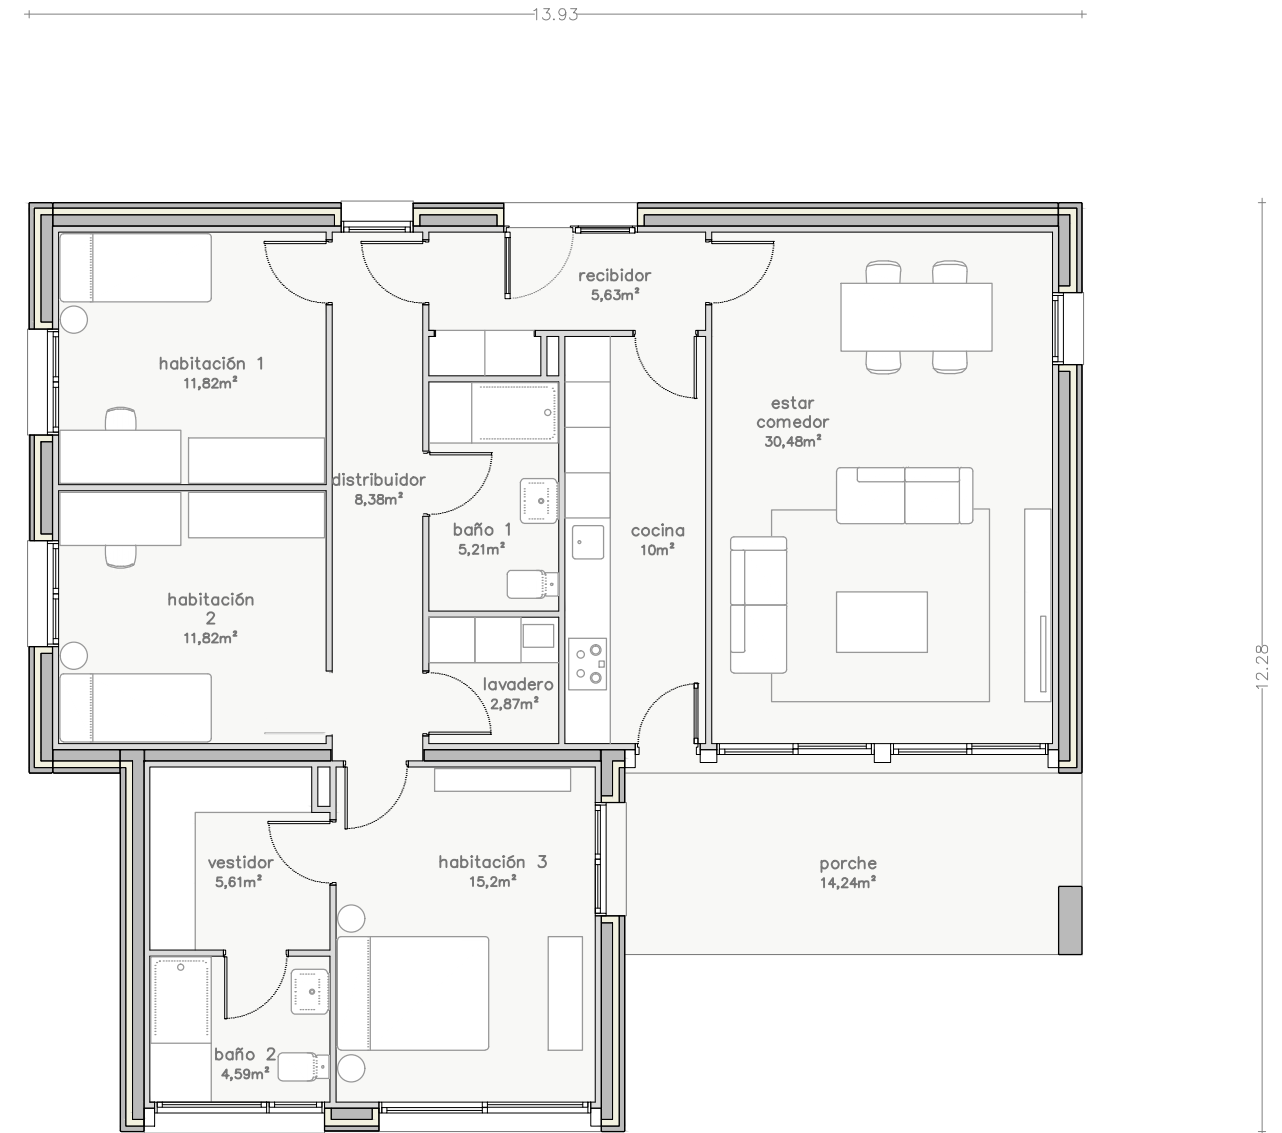 13.93
recibidor
5,63m²
habitación 1
11,82m²
estar
comedor
30,48m²
distribuidor
8,38m²
baño 1
5,21m²
cocina
10m²
habitación
2
11,82m²
lavadero
2,87m²
12.28
vestidor
5,61m²
habitación 3
15,2m²
porche
14,24m²
baño 2
4,59m²